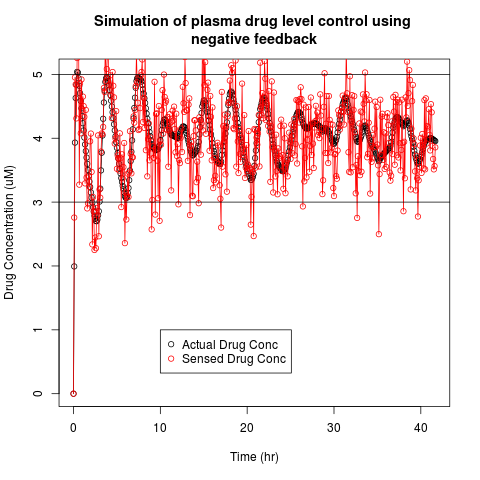 Simulation of plasma drug level control using
negative feedback
Drug Concentration (uM)
5
4
3
2
1
0
Actual Drug Conc
Sensed Drug Conc
0 10 20 30 40
Time (hr)